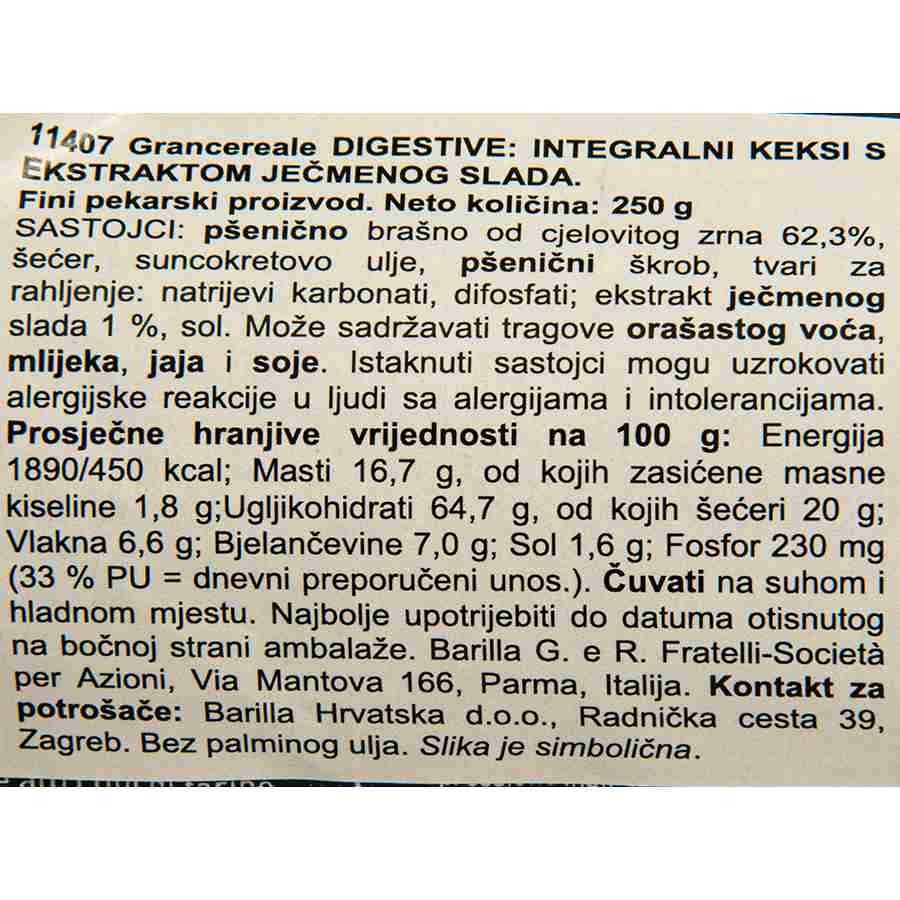 11407 Grancereale DIGESTIVE: INTEGRALNI KEKSI S
EKSTRAKTOM JEČMENOG SLADA.
Fini pekarski proizvod. Neto količina: 250 g
SASTOJCI: pšenično brašno od cjelovitog zrna 62,3%,
šećer, suncokretovo ulje, pšenični škrob, tvari za
rahljenje: natrijevi karbonati, difosfati; ekstrakt ječmenog
slada 1 %, sol. Može sadržavati tragove orašastog voća,
mlijeka, jaja i soje. Istaknuti sastojci mogu uzrokovati
alergijske reakcije u ljudi sa alergijama i intolerancijama.
Prosječne hranjive vrijednosti na 100 g: Energija
1890/450 kcal; Masti 16,7 g, od kojih zasićene masne
kiseline 1,8 g;Ugljikohidrati 64,7 g, od kojih šećeri 20 g;
Vlakna 6,6 g; Bjelančevine 7,0 g; Sol 1,6 g; Fosfor 230 mg
(33 % PU = dnevni preporučeni unos.). Čuvati na suhom i
hladnom mjestu. Najbolje upotrijebiti do datuma otisnutog
na bočnoj strani ambalaže. Barilla G. e R. Fratelli-Società
per Azioni, Via Mantova 166, Parma, Italija. Kontakt za
potrošače: Barilla Hrvatska d.o.o., Radnička cesta 39,
Zagreb. Bez palminog ulja. Slika je simbolična.